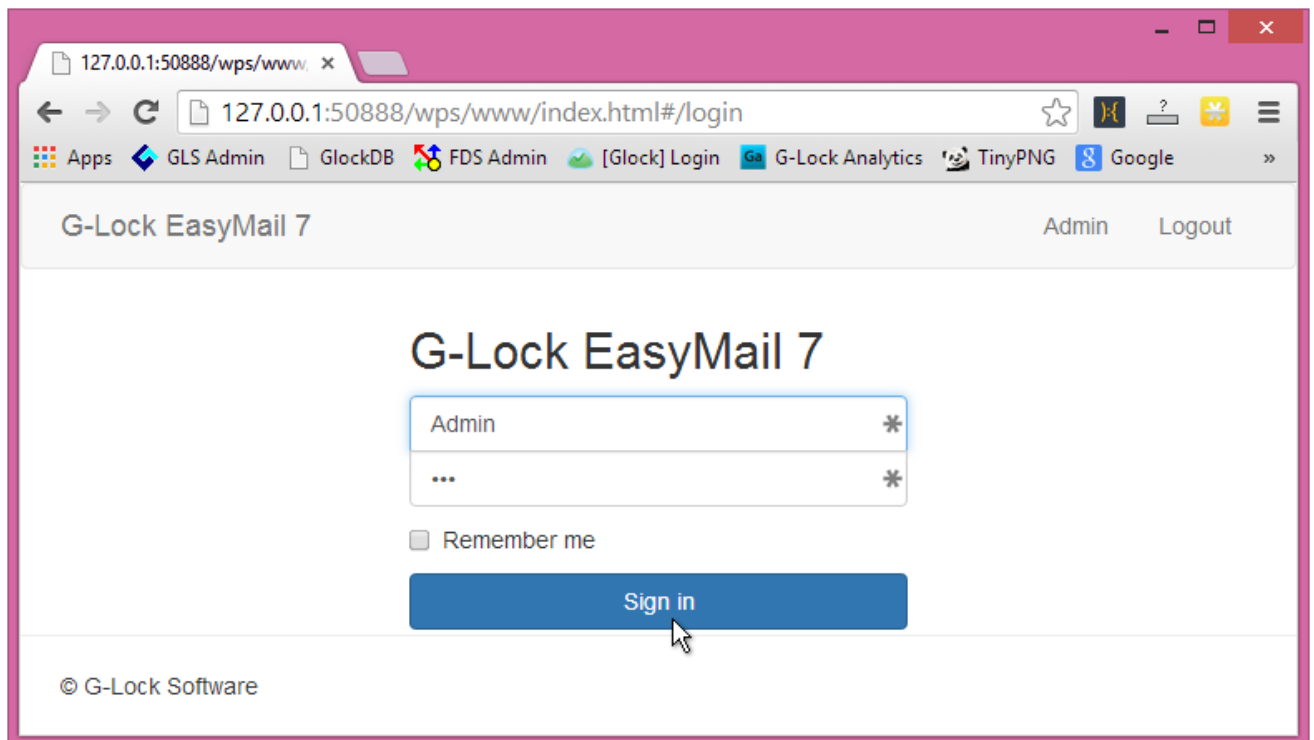 127.0.0.1:50888/wps/www,
127.0.0.1:50888/wps/www/index.html#/login
Apps GLS Admin GlockDB FDS Admin [Glock] Login Ga G-Lock Analytics TinyPNG 8 Google »
G-Lock EasyMail 7 Admin Logout
G-Lock EasyMail 7
Admin
•••
Remember me
Sign in
© G-Lock Software